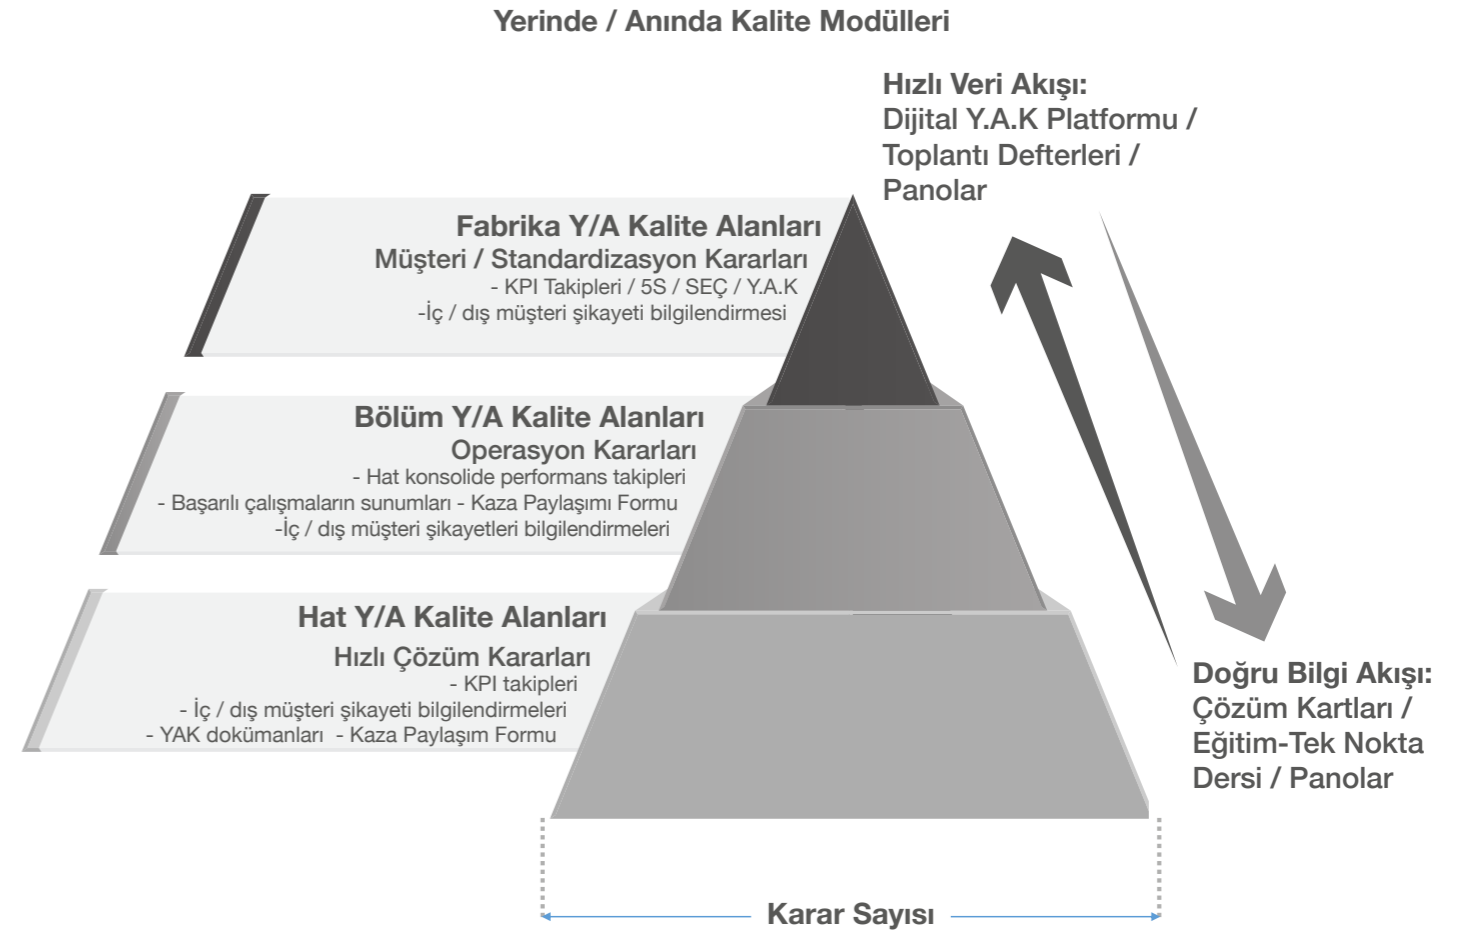 Yerinde / Anında Kalite Modülleri
Hızlı Veri Akışı:
Dijital Y.A.K Platformu /
Toplantı Defterleri /
Panolar
Fabrika Y/A Kalite Alanları
Müşteri / Standardizasyon Kararları
- KPI Takipleri / 5S / SEÇ / Y.A.K
-İç / dış müşteri şikayeti bilgilendirmesi
Bölüm Y/A Kalite Alanları
Operasyon Kararları
- Hat konsolide performans takipleri
- Başarılı çalışmaların sunumları - Kaza Paylaşımı Formu
-İç / dış müşteri şikayetleri bilgilendirmeleri
Hat Y/A Kalite Alanları
Hızlı Çözüm Kararları
- KPI takipleri
- İç / dış müşteri şikayeti bilgilendirmeleri
- YAK dokümanları - Kaza Paylaşım Formu
Doğru Bilgi Akışı:
Çözüm Kartları /
Eğitim-Tek Nokta
Dersi / Panolar
Karar Sayısı